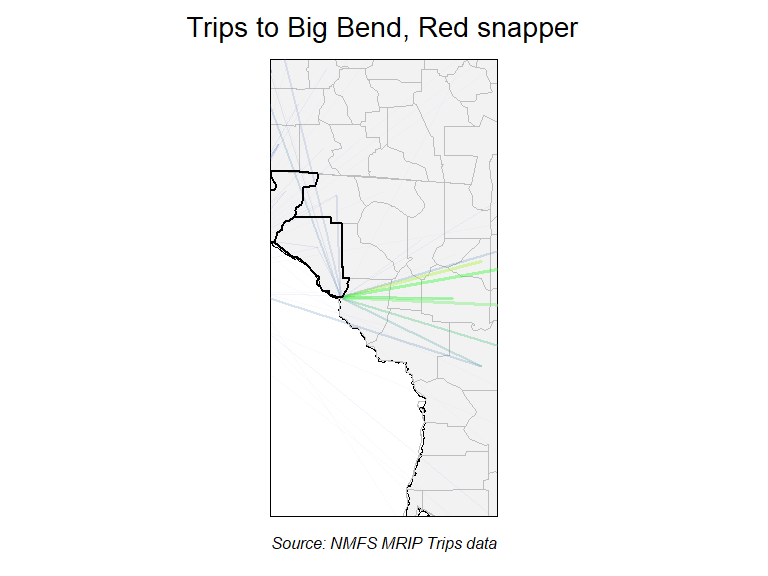 Trips to Big Bend, Red snapper
Source: NMFS MRIP Trips data